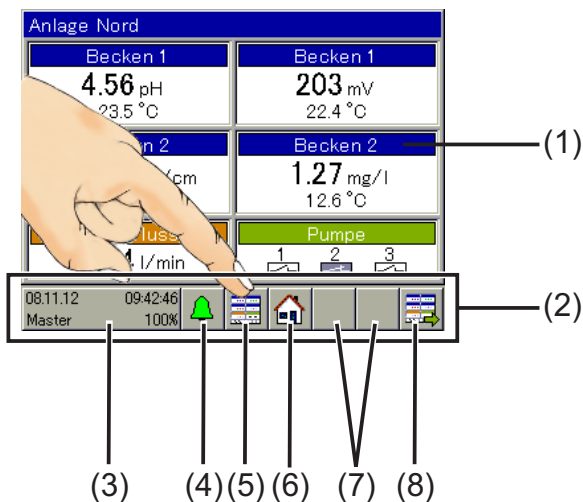 Anlage Nord
Becken 1 Becken 1
4.56 pH 203 mV
23.5 °C 22.4 °C
Becken 2
/cm 1.27 mg/l
12.6 °C
Pumpe
l/min 1 2 3
08.11.12 09:42:46
Master 100%
(1)
(2)
(3) (4) (5) (6) (7) (8)